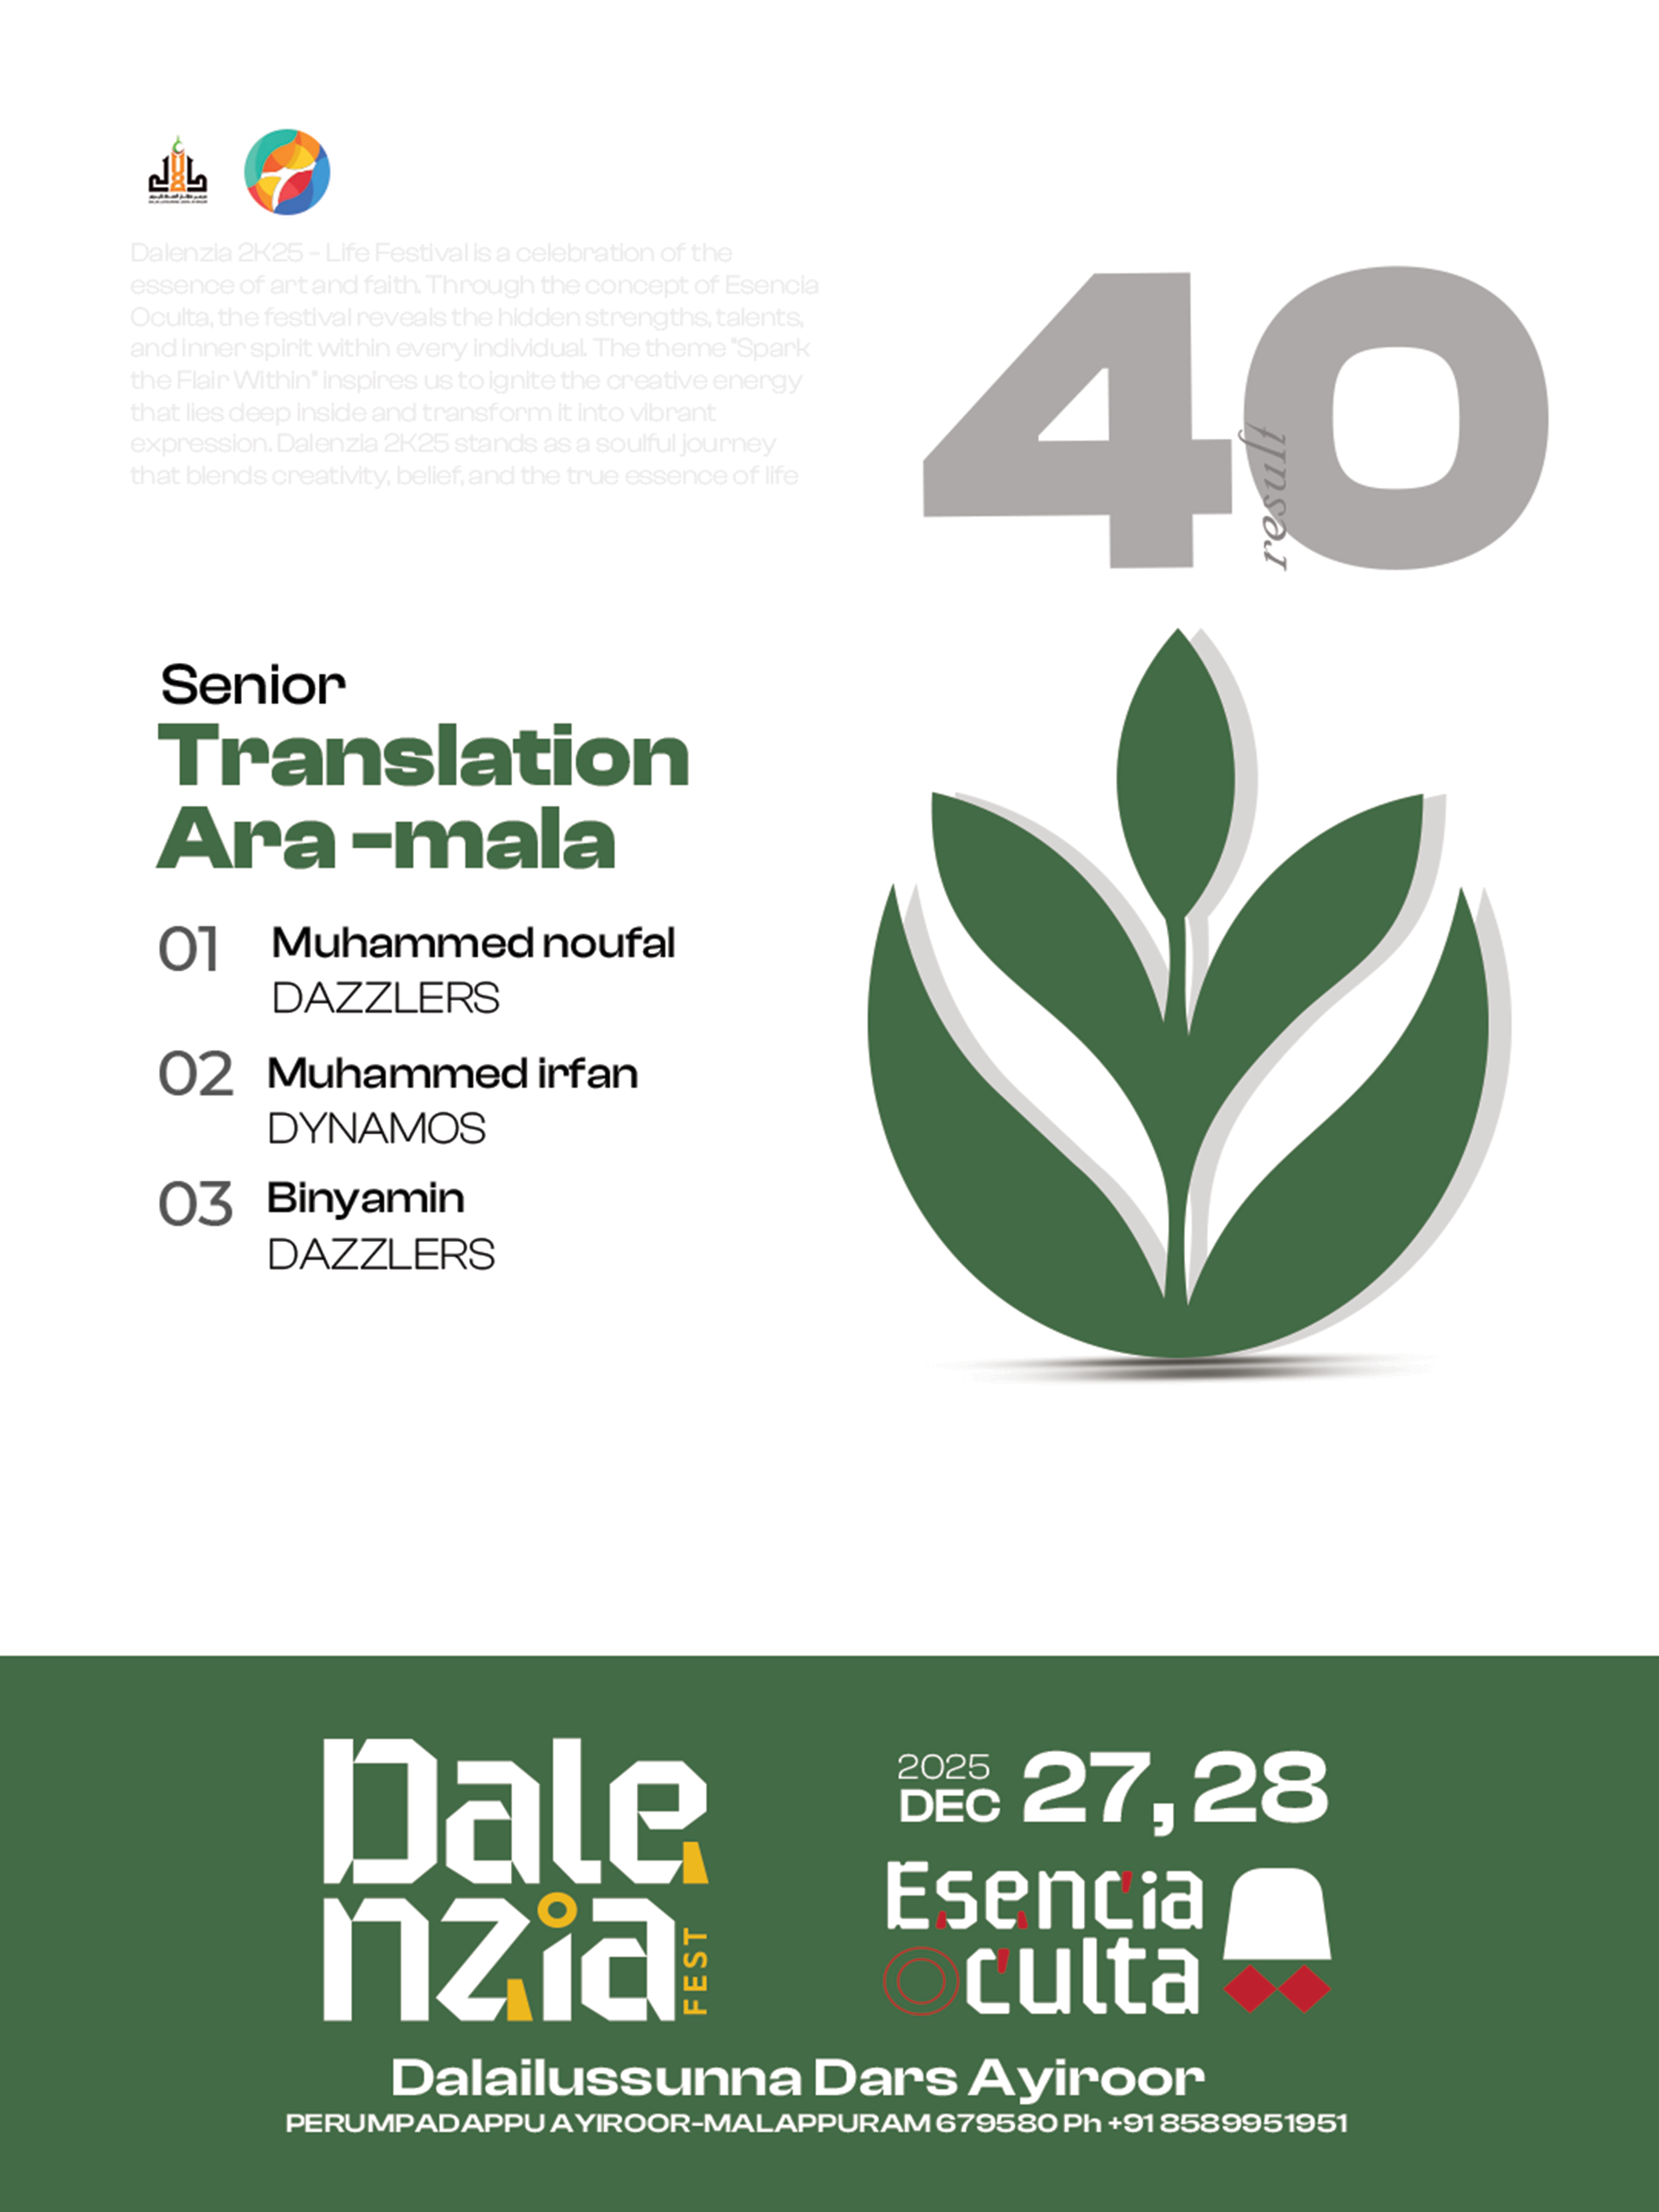 Dalenzia 2K25 - Life Festival is a celebration of the
essence of art and faith. Through the concept of Esencia
Oculta, the festival reveals the hidden strengths, talents,
and inner spirit within every individual. The theme "Spark
the Flair Within" inspires us to ignite the creative energy
that lies deep inside and transform it into vibrant
expression. Dalenzia 2K25 stands as a soulful journey
that blends creativity, belief, and the true essence of life
40
result
Senior
Translation
Ara -mala
01 Muhammed noufal
DAZZLERS
02 Muhammed irfan
DYNAMOS
03 Binyamin
DAZZLERS
Dale
nzia
FEST
2025
DEC 27,28
Esencia
Oculta
Dalailussunna Dars Ayiroor
PERUMPADAPPU AYIROOR-MALAPPURAM 679580 Ph +91 8589951951